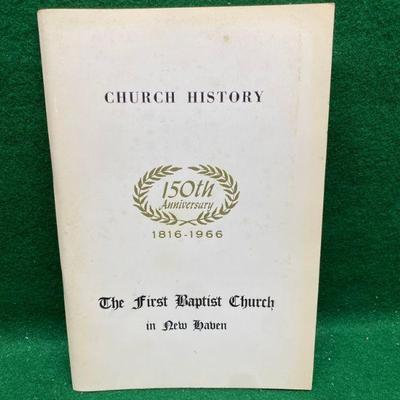 CHURCH HISTORY
150th
Anniversary
1816-1966
The First Baptist Church
in New Haven